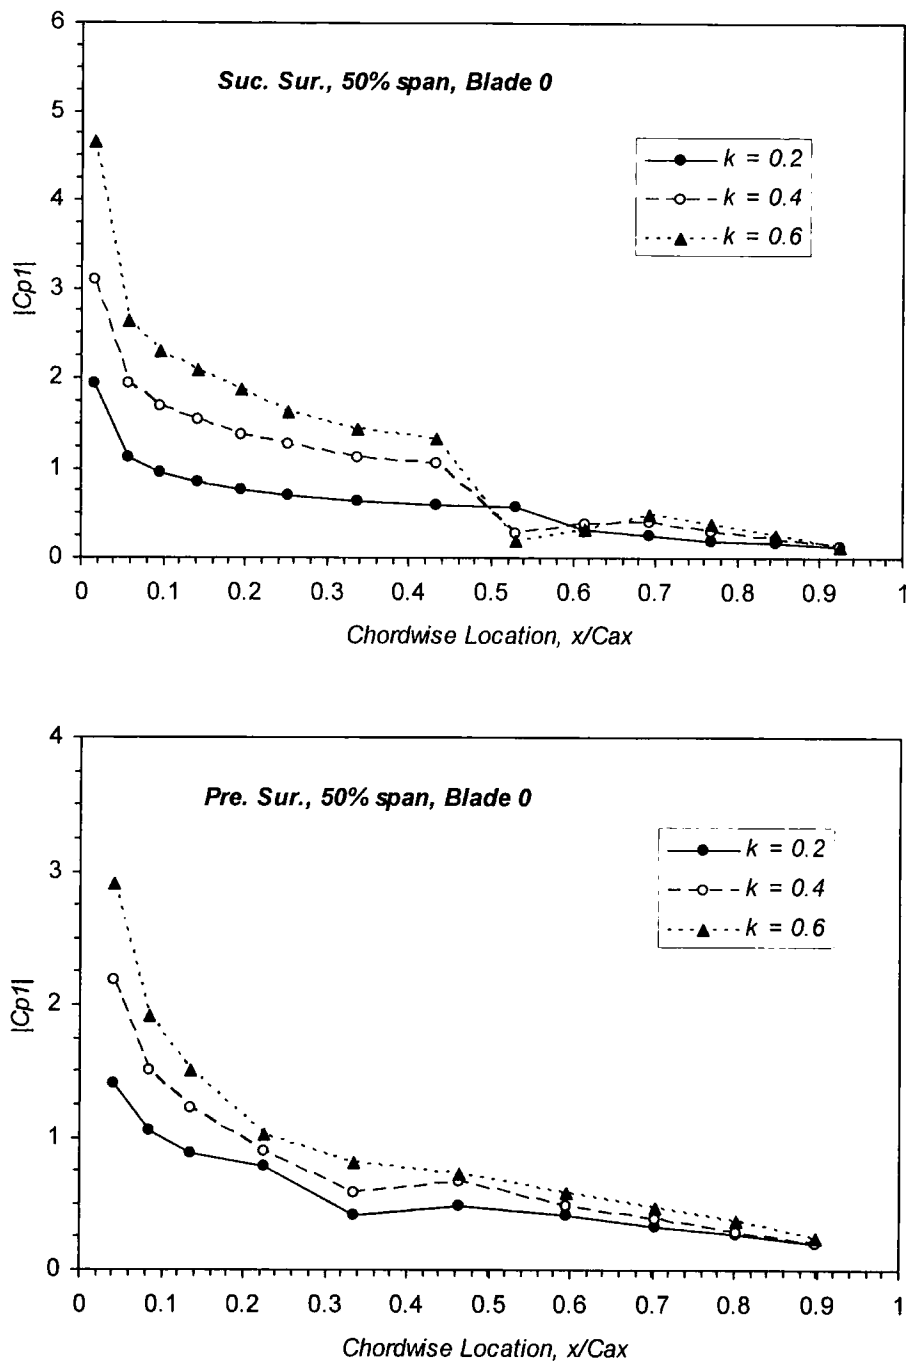 6
Suc. Sur., 50% span, Blade 0
5
k = 0.2
4
k = 0.4
k = 0.6
|Cp1|
3
2
1
0
0 0.1 0.2 0.3 0.4 0.5 0.6 0.7 0.8 0.9 1
Chordwise Location, x/Cax
4
Pre. Sur., 50% span, Blade 0
k = 0.2
3
k = 0.4
k = 0.6
|Cp1|
2
1
0
0 0.1 0.2 0.3 0.4 0.5 0.6 0.7 0.8 0.9 1
Chordwise Location, x/Cax